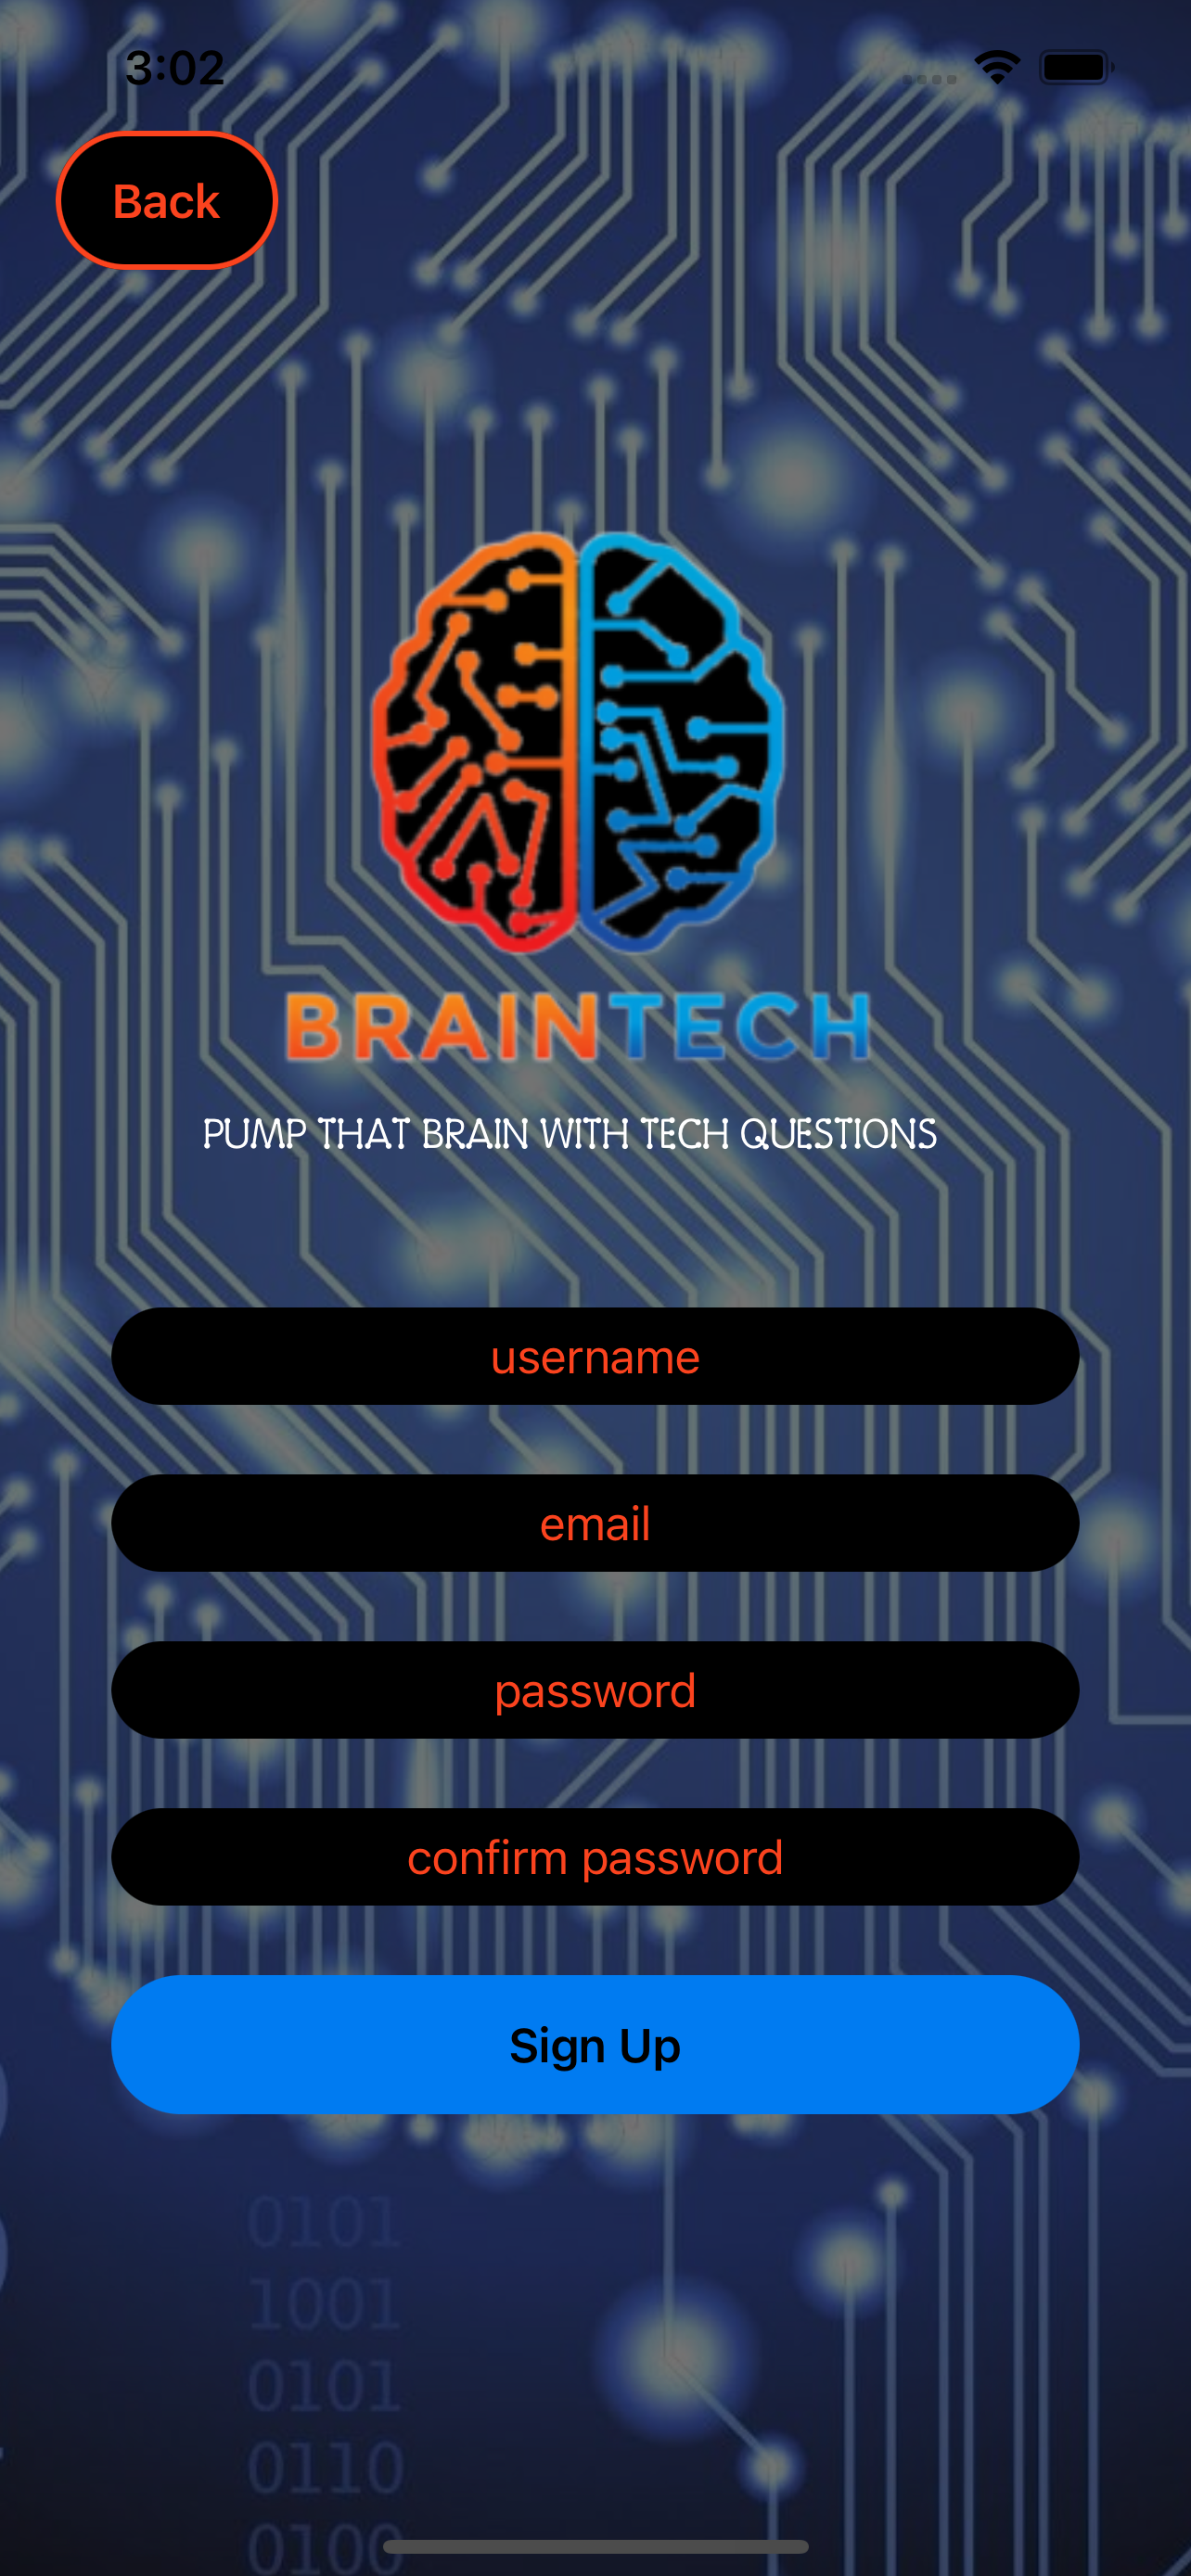 3:02
Back
BRAINTECH
PUMP THAT BRAIN WITH TECH QUESTIONS
username
email
password
confirm password
Sign Up
0101
1001
0101
0110
0100